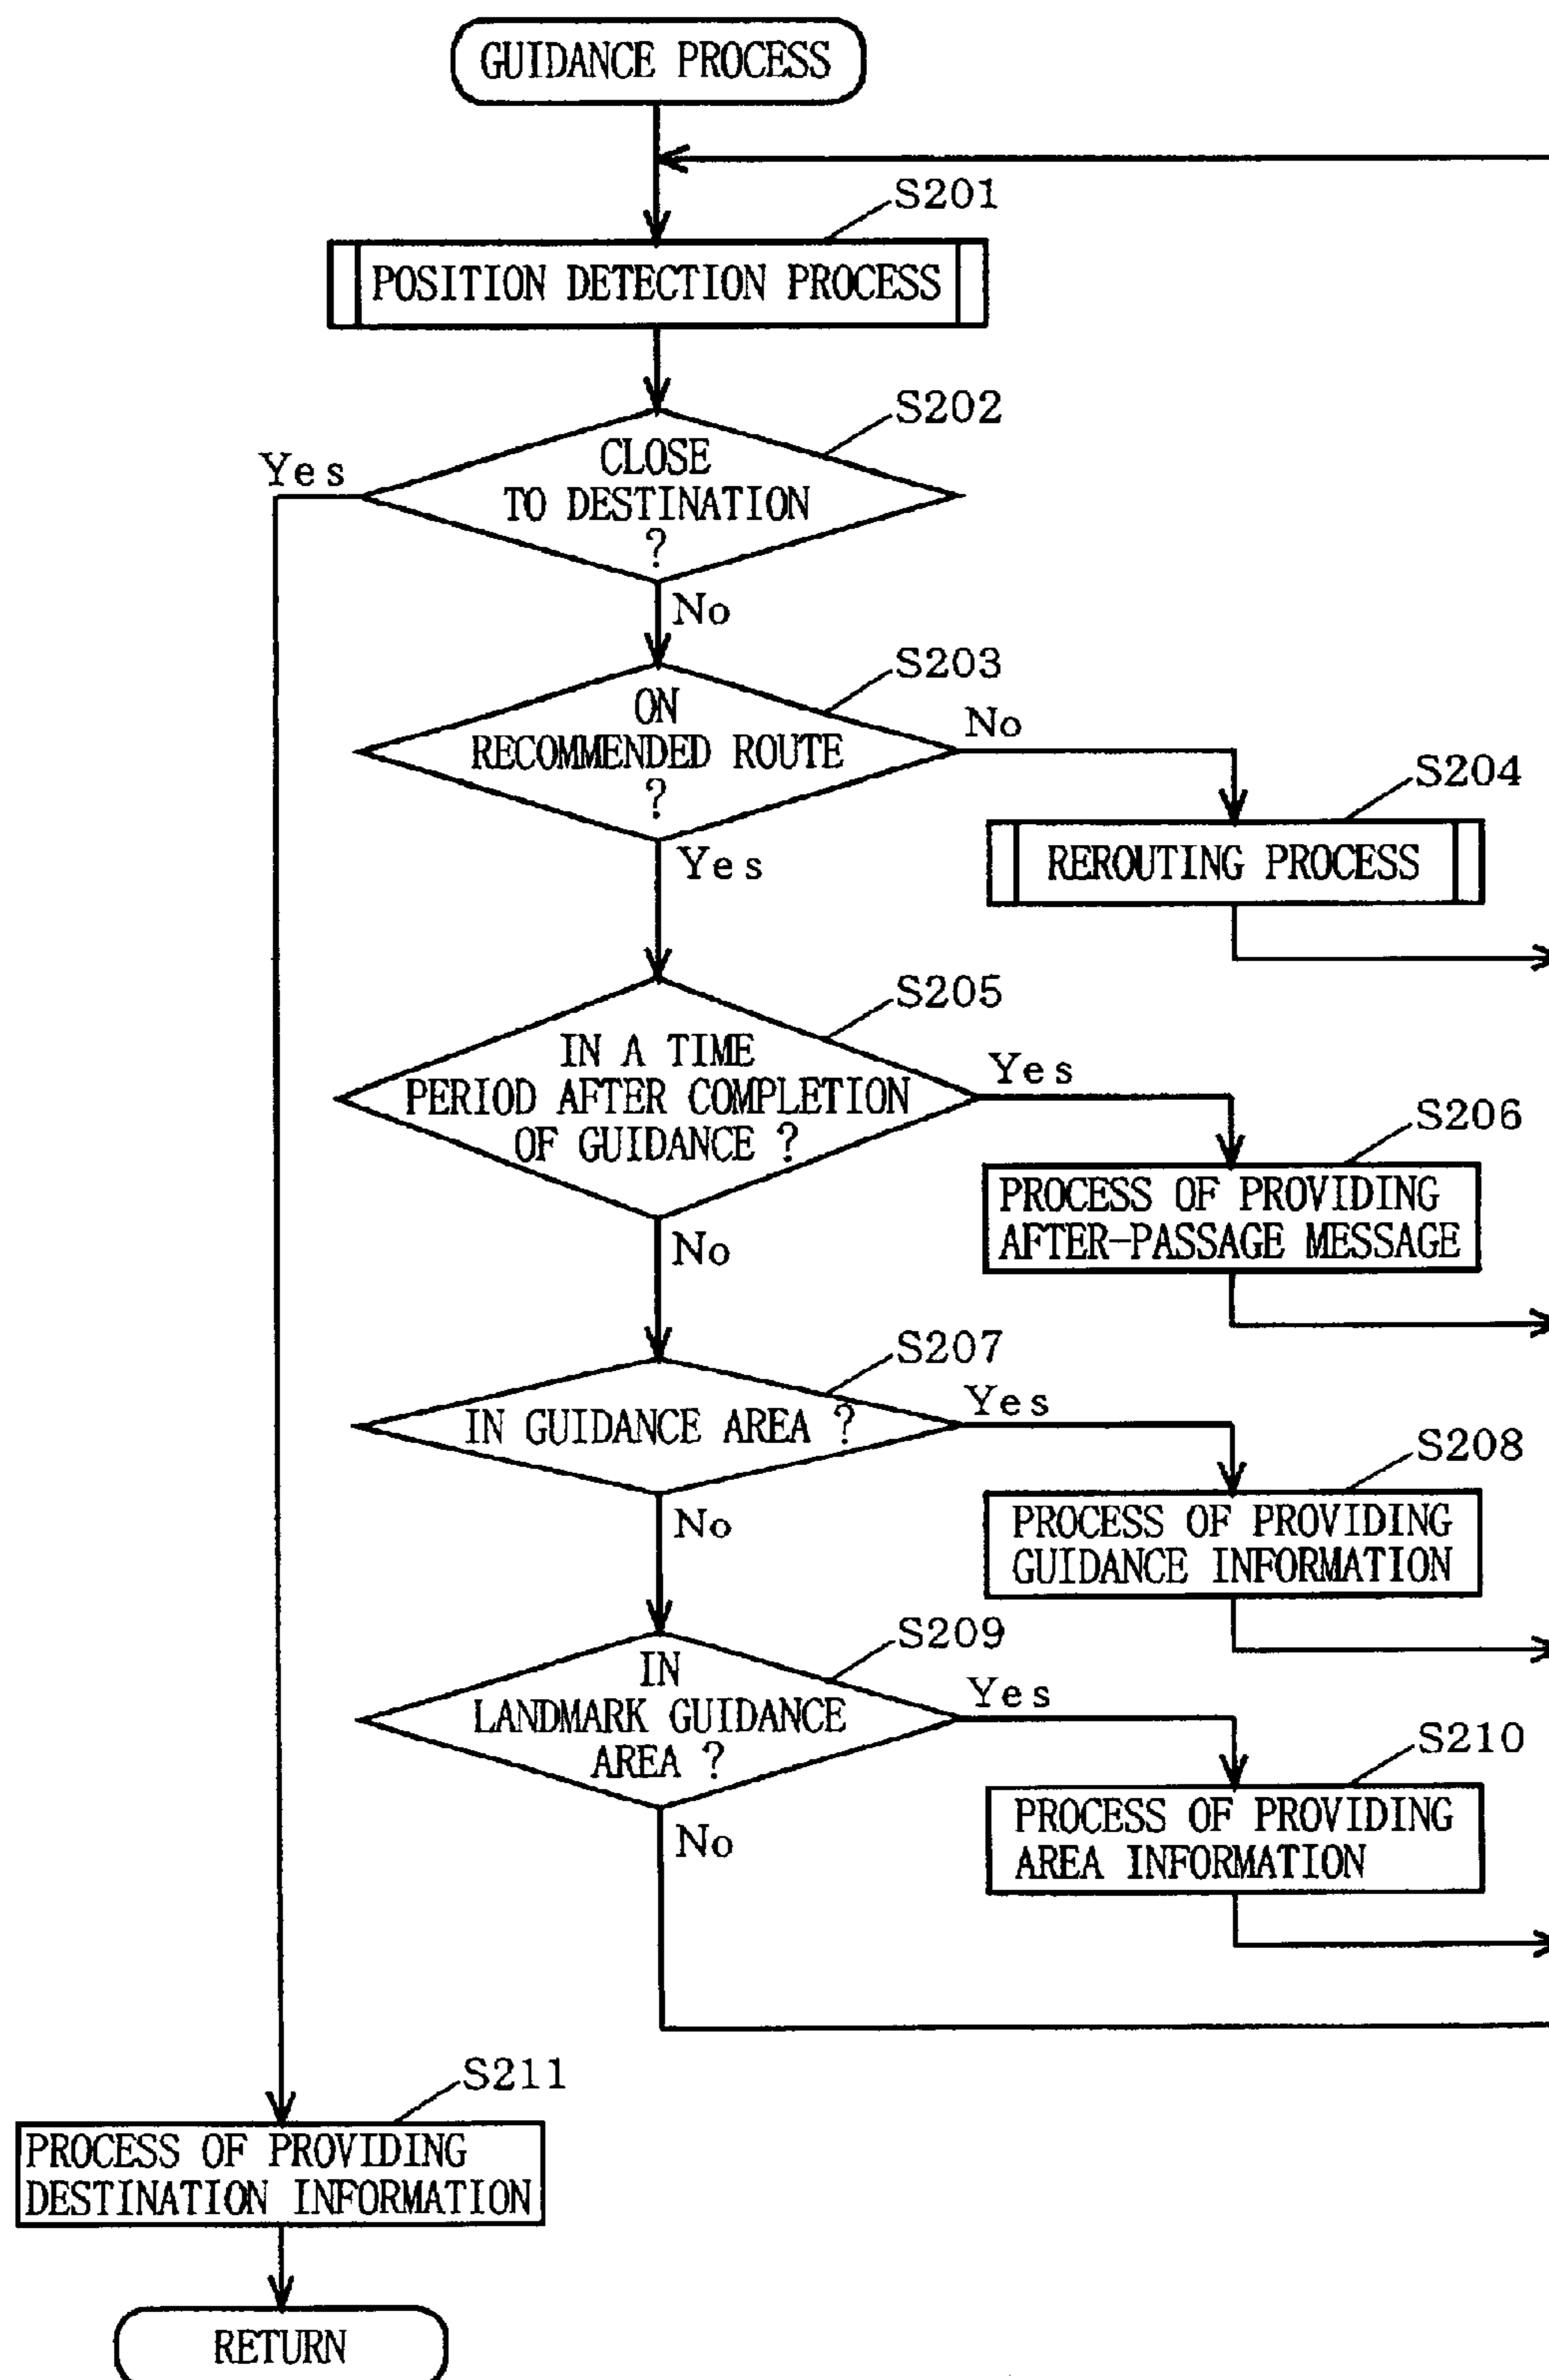 GUIDANCE PROCESS
S201
POSITION DETECTION PROCESS
S202
Yes
CLOSE
TO DESTINATION
?
No
S203
ON
RECOMMENDED ROUTE
?
No
S204
REROUTING PROCESS
Yes
S205
IN A TIME
PERIOD AFTER COMPLETION
OF GUIDANCE ?
Yes
S206
PROCESS OF PROVIDING
AFTER-PASSAGE MESSAGE
No
S207
IN GUIDANCE AREA ?
Yes
S208
PROCESS OF PROVIDING
GUIDANCE INFORMATION
No
S209
IN
LANDMARK GUIDANCE
AREA ?
Yes
S210
PROCESS OF PROVIDING
AREA INFORMATION
No
S211
PROCESS OF PROVIDING
DESTINATION INFORMATION
RETURN